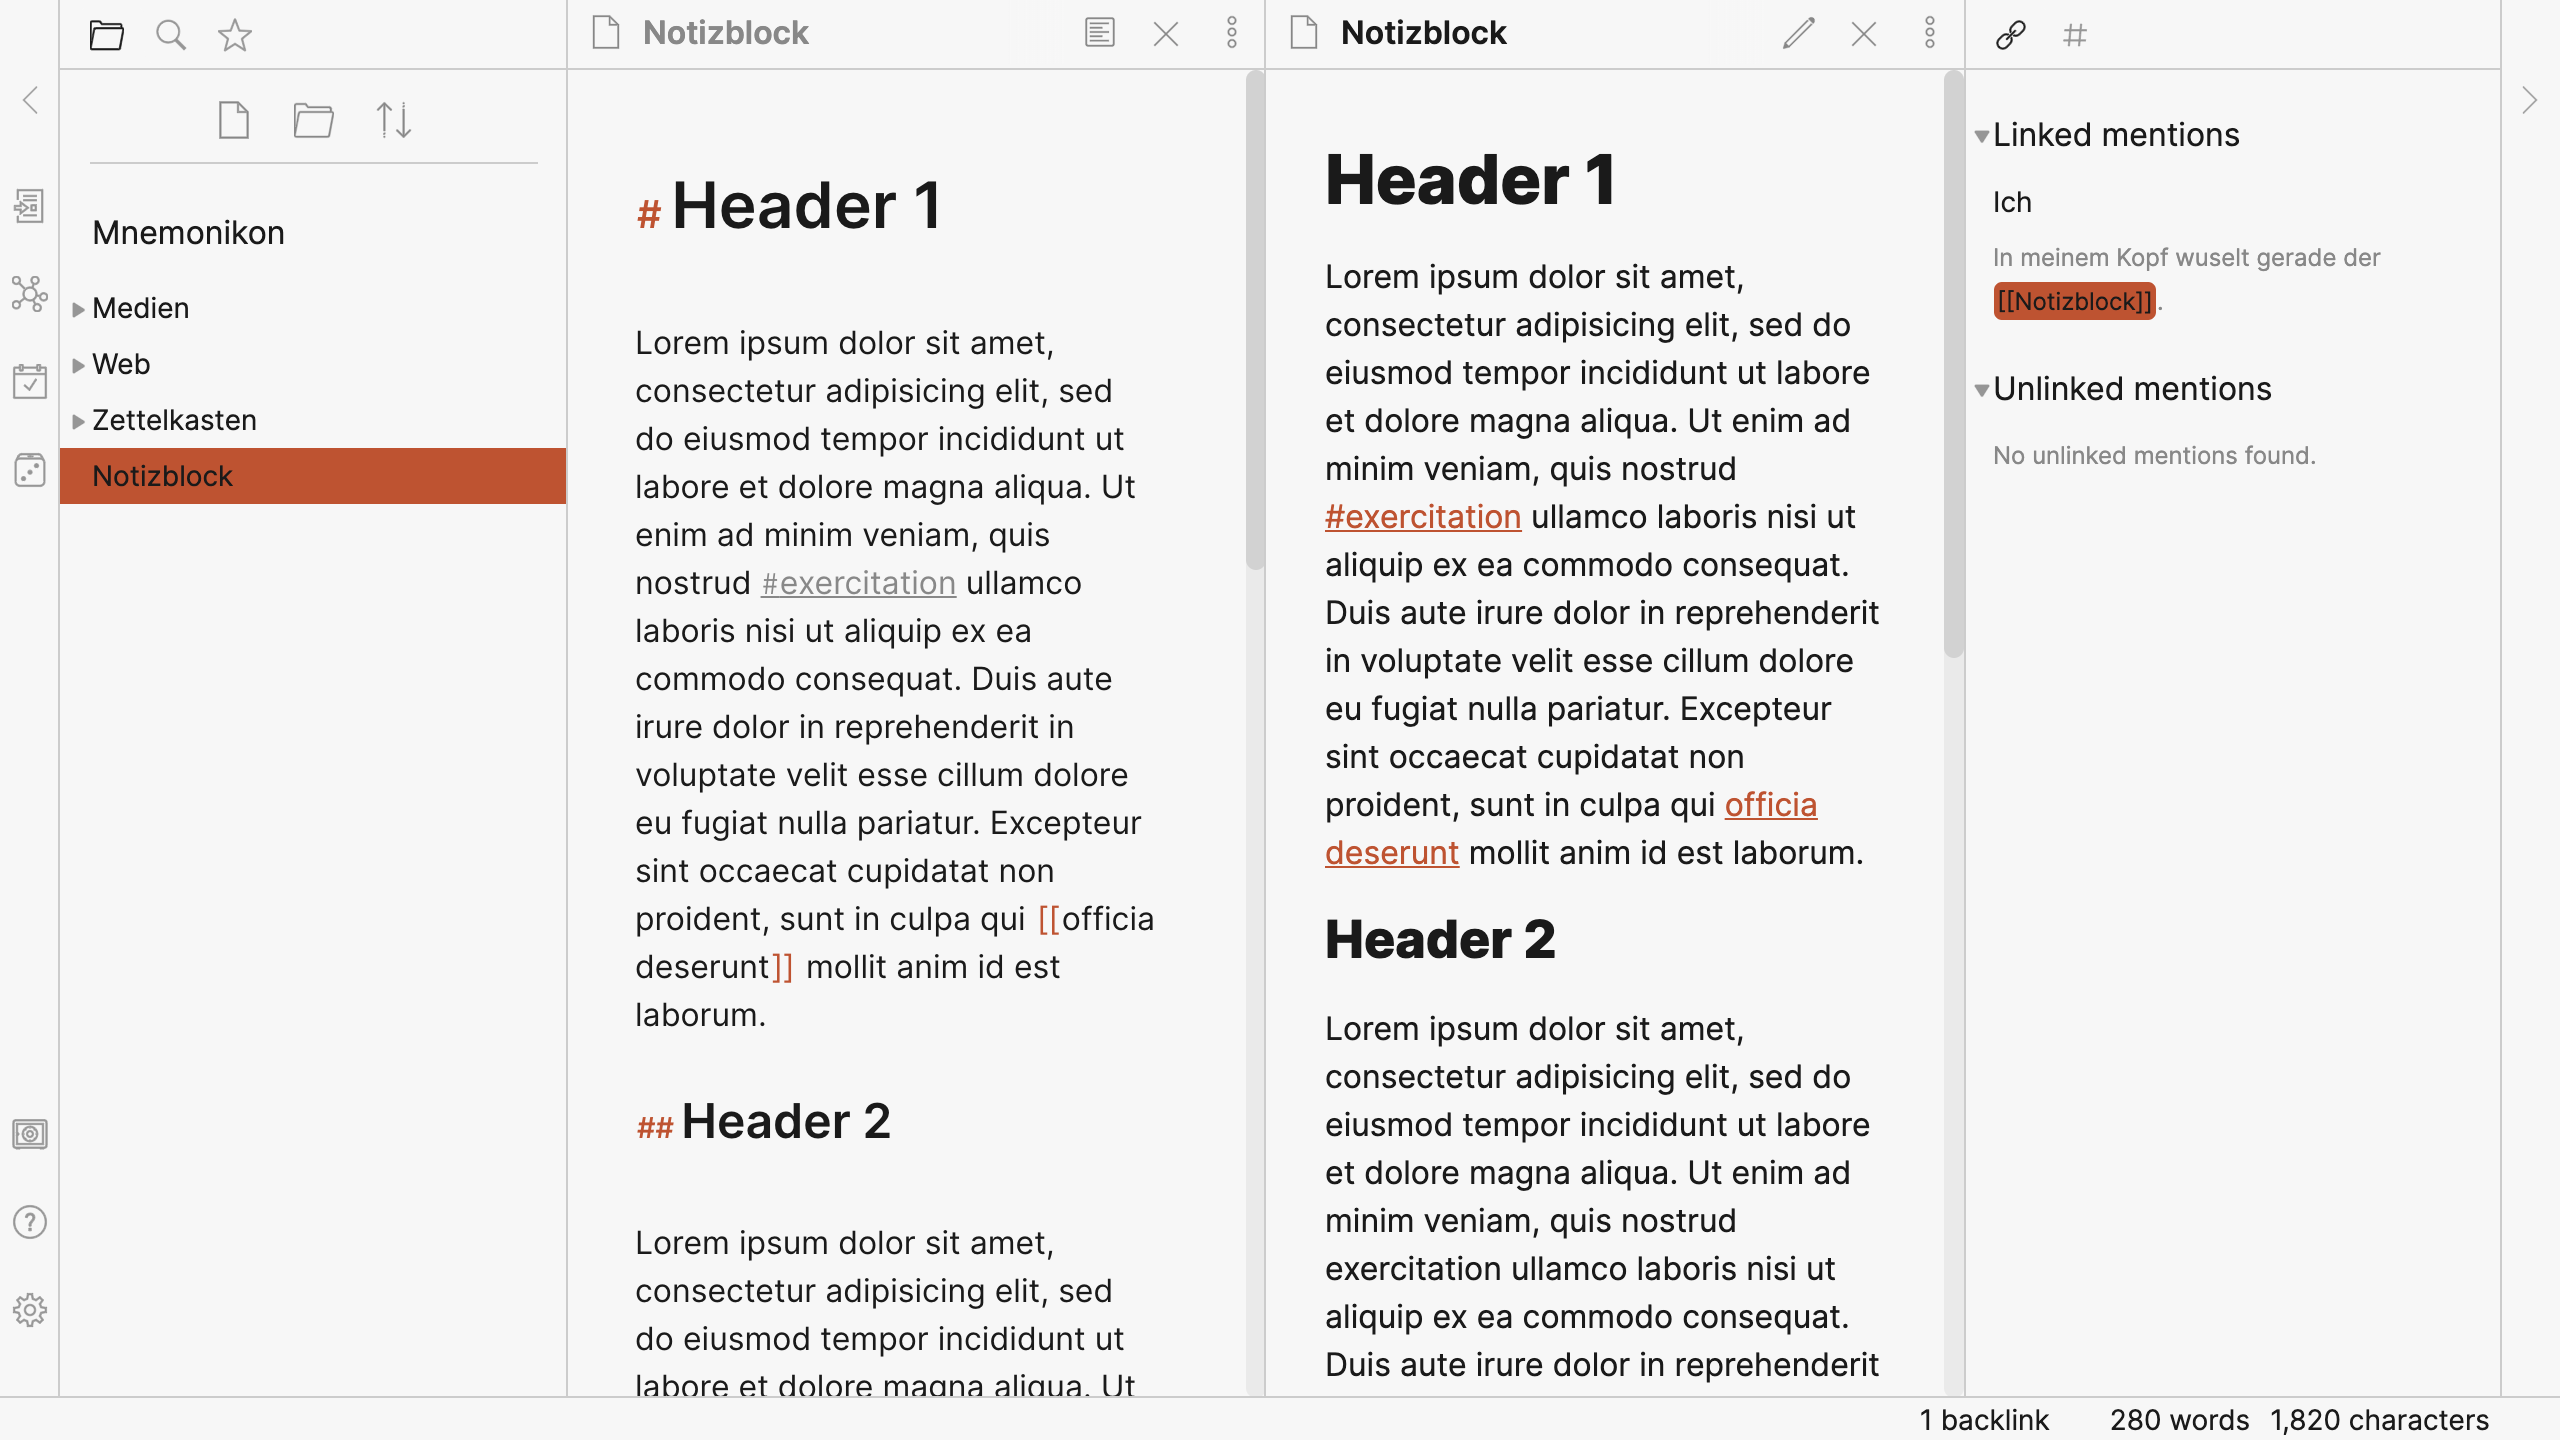 Mnemonikon
Medien
Web
Zettelkasten
Notizblock
Notizblock
# Header 1
Lorem ipsum dolor sit amet,
consectetur adipisicing elit, sed
do eiusmod tempor incididunt ut
labore et dolore magna aliqua. Ut
enim ad minim veniam, quis
nostrud #exercitation ullamco
laboris nisi ut aliquip ex ea
commodo consequat. Duis aute
irure dolor in reprehenderit in
voluptate velit esse cillum dolore
eu fugiat nulla pariatur. Excepteur
sint occaecat cupidatat non
proident, sunt in culpa qui [[officia
deserunt]] mollit anim id est
laborum.
## Header 2
Lorem ipsum dolor sit amet,
consectetur adipisicing elit, sed
do eiusmod tempor incididunt ut
labore et dolore magna aliqua. Ut
Notizblock
Header 1
Lorem ipsum dolor sit amet,
consectetur adipisicing elit, sed do
eiusmod tempor incididunt ut labore
et dolore magna aliqua. Ut enim ad
minim veniam, quis nostrud
#exercitation ullamco laboris nisi ut
aliquip ex ea commodo consequat.
Duis aute irure dolor in reprehenderit
in voluptate velit esse cillum dolore
eu fugiat nulla pariatur. Excepteur
sint occaecat cupidatat non
proident, sunt in culpa qui officia
deserunt mollit anim id est laborum.
Header 2
Lorem ipsum dolor sit amet,
consectetur adipisicing elit, sed do
eiusmod tempor incididunt ut labore
et dolore magna aliqua. Ut enim ad
minim veniam, quis nostrud
exercitation ullamco laboris nisi ut
aliquip ex ea commodo consequat.
Duis aute irure dolor in reprehenderit
Linked mentions
Ich
In meinem Kopf wuselt gerade der
[[Notizblock]].
Unlinked mentions
No unlinked mentions found.
1 backlink 280 words 1,820 characters